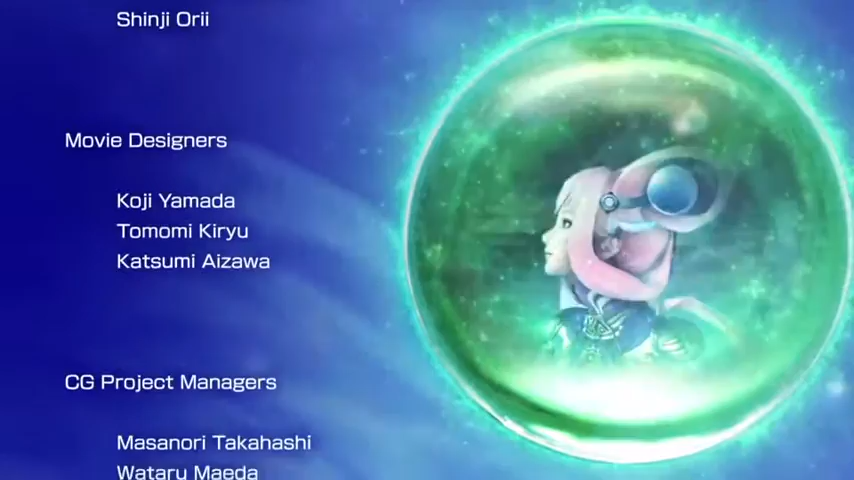 Shinji Orii
Movie Designers
Koji Yamada
Tomomi Kiryu
Katsumi Aizawa
CG Project Managers
Masanori Takahashi
Wataru Maeda